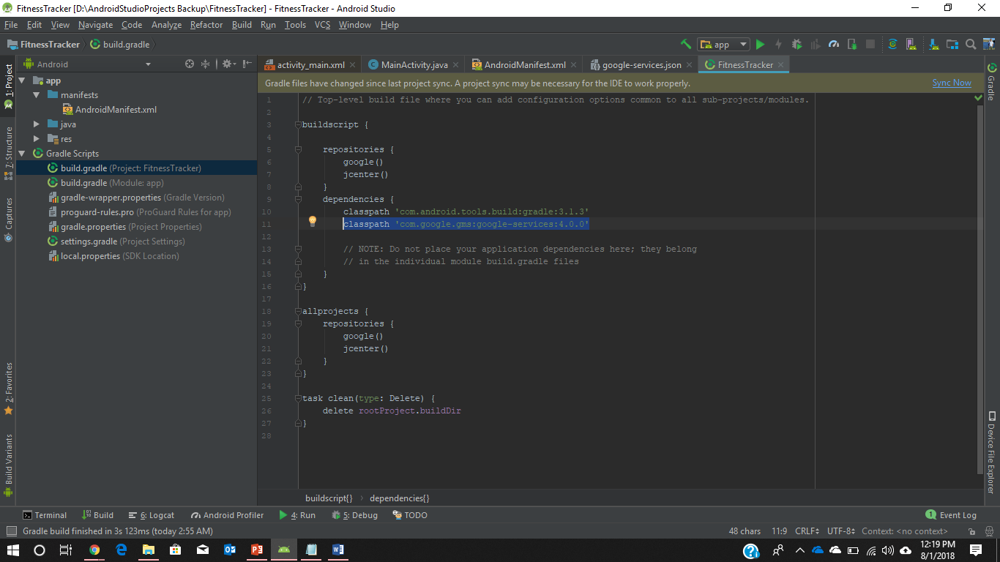 FitnessTracker [D:\AndroidStudioProjects Backup\FitnessTracker] - FitnessTracker - Android Studio
File Edit View Navigate Code Analyze Refactor Build Run Tools VCS Window Help
FitnessTracker build.gradle app
Android
activity_main.xml MainActivity.java AndroidManifest.xml google-services.json FitnessTracker
Gradle files have changed since last project sync. A project sync may be necessary for the IDE to work properly. Sync Now
1: Project
7: Structure
Captures
2: Favorites
Build Variants
app
manifests
AndroidManifest.xml
java
res
Gradle Scripts
build.gradle (Project: FitnessTracker)
build.gradle (Module: app)
gradle-wrapper.properties (Gradle Version)
proguard-rules.pro (ProGuard Rules for app)
gradle.properties (Project Properties)
settings.gradle (Project Settings)
local.properties (SDK Location)
1 // Top-level build file where you can add configuration options common to all sub-projects/modules.
2
3 buildscript {
4
5 repositories {
6 google()
7 jcenter()
8 }
9 dependencies {
10 classpath 'com.android.tools.build:gradle:3.1.3'
11 classpath 'com.google.gms:google-services:4.0.0'
12
13 // NOTE: Do not place your application dependencies here; they belong
14 // in the individual module build.gradle files
15 }
16 }
17
18 allprojects {
19 repositories {
20 google()
21 jcenter()
22 }
23 }
24
25 task clean(type: Delete) {
26 delete rootProject.buildDir
27 }
28
Gradle
Device File Explorer
buildscript{} dependencies{}
Terminal Build 6: Logcat Android Profiler 4: Run 5: Debug TODO 1 Event Log
Gradle build finished in 3s 123ms (today 2:55 AM) 48 chars 11:9 CRLF UTF-8 Context: <no context>
12:19 PM
8/1/2018